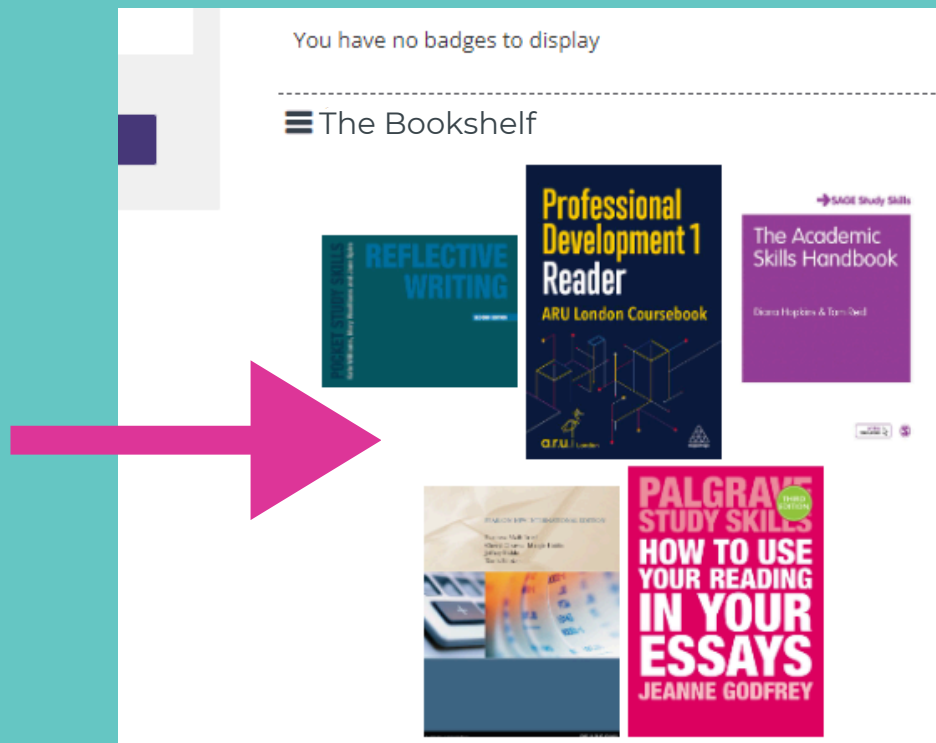 You have no badges to display
The Bookshelf
POCKET STUDY SKILLS
REFLECTIVE
WRITING
SECOND EDITION
Professional
Development 1
Reader
ARU London Coursebook
a.r.u. London
SAGE Study Skills
The Academic
Skills Handbook
Diana Hopkins & Tom Reid
PEARSON NEW INTERNATIONAL EDITION
PALGRAVE
STUDY SKILLS
THIRD
EDITION
HOW TO USE
YOUR READING
IN YOUR
ESSAYS
JEANNE GODFREY